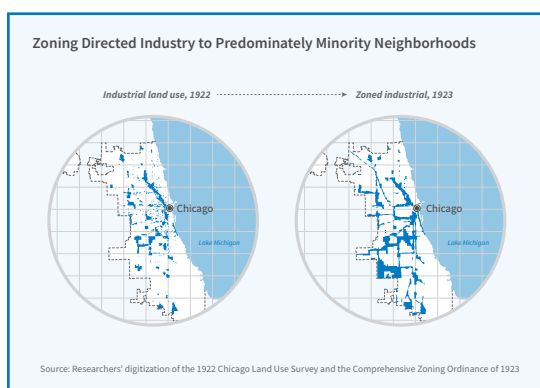 Zoning Directed Industry to Predominately Minority Neighborhoods
Industrial land use, 1922
Zoned industrial, 1923
Chicago
Lake Michigan
Chicago
Lake Michigan
Source: Researchers' digitization of the 1922 Chicago Land Use Survey and the Comprehensive Zoning Ordinance of 1923